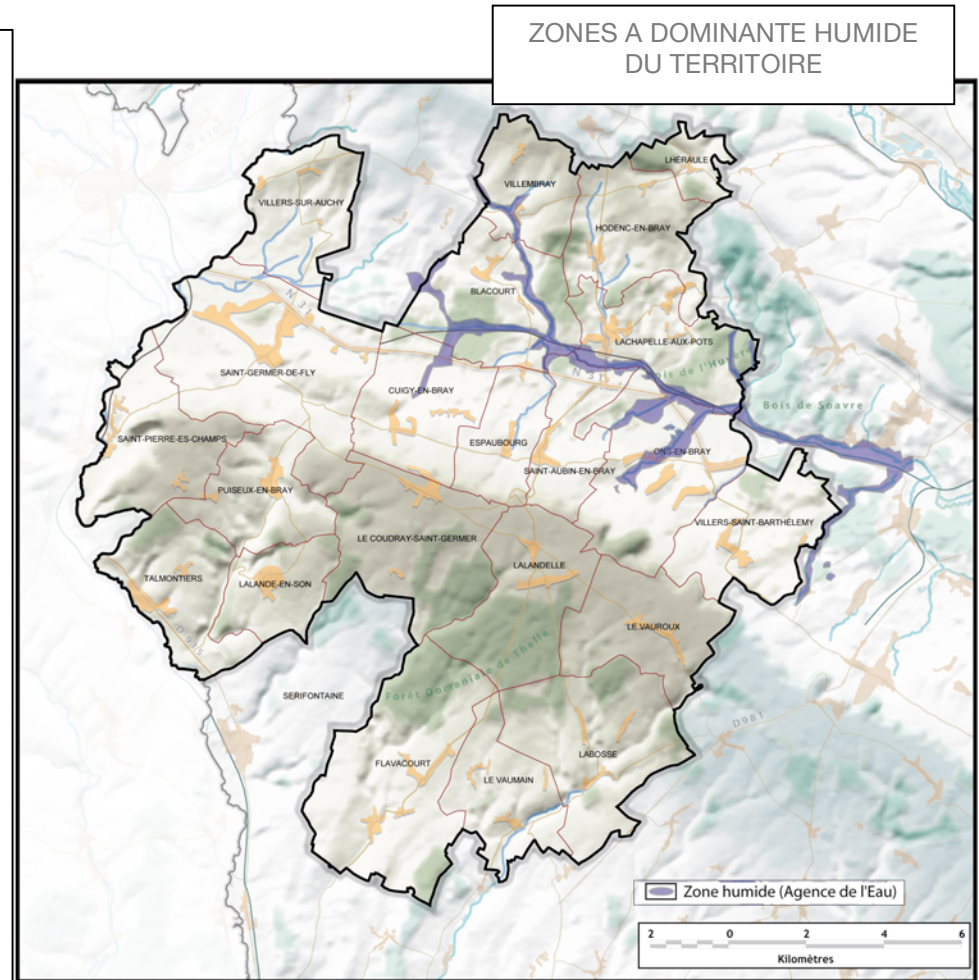 ZONES A DOMINANTE HUMIDE
DU TERRITOIRE
D 930
LHÉRAULE
VILLEMBRAY
VILLERS-SUR-AUCHY
HODENC-EN-BRAY
BLACOURT
N 31
LACHAPELLE-AUX-POTS
SAINT-GERMER-DE-FLY
N 31
Bois de l'Huyère
CUIGY-EN-BRAY
Bois de Soavre
SAINT-PIERRE-ES-CHAMPS
ESPAUBOURG
ONS-EN-BRAY
SAINT-AUBIN-EN-BRAY
PUISEUX-EN-BRAY
VILLERS-SAINT-BARTHÉLEMY
LE COUDRAY-SAINT-GERMER
LALANDELLE
TALMONTIERS
LALANDE-EN-SON
LE VAUROUX
D 915
Forêt Domaniale de Thelle
SERIFONTAINE
D981
LABOSSE
FLAVACOURT
LE VAUMAIN
Zone humide (Agence de l'Eau)
2 0 2 4 6
Kilomètres